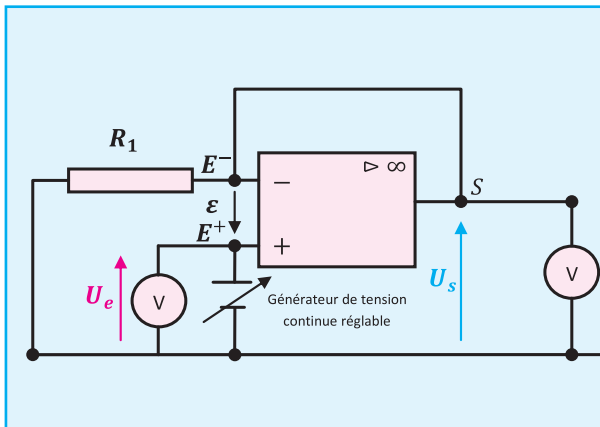 R₁
E⁻
▷ ∞
−
S
ε
E⁺
+
Uₑ
V
Générateur de tension
continue réglable
Uₛ
V